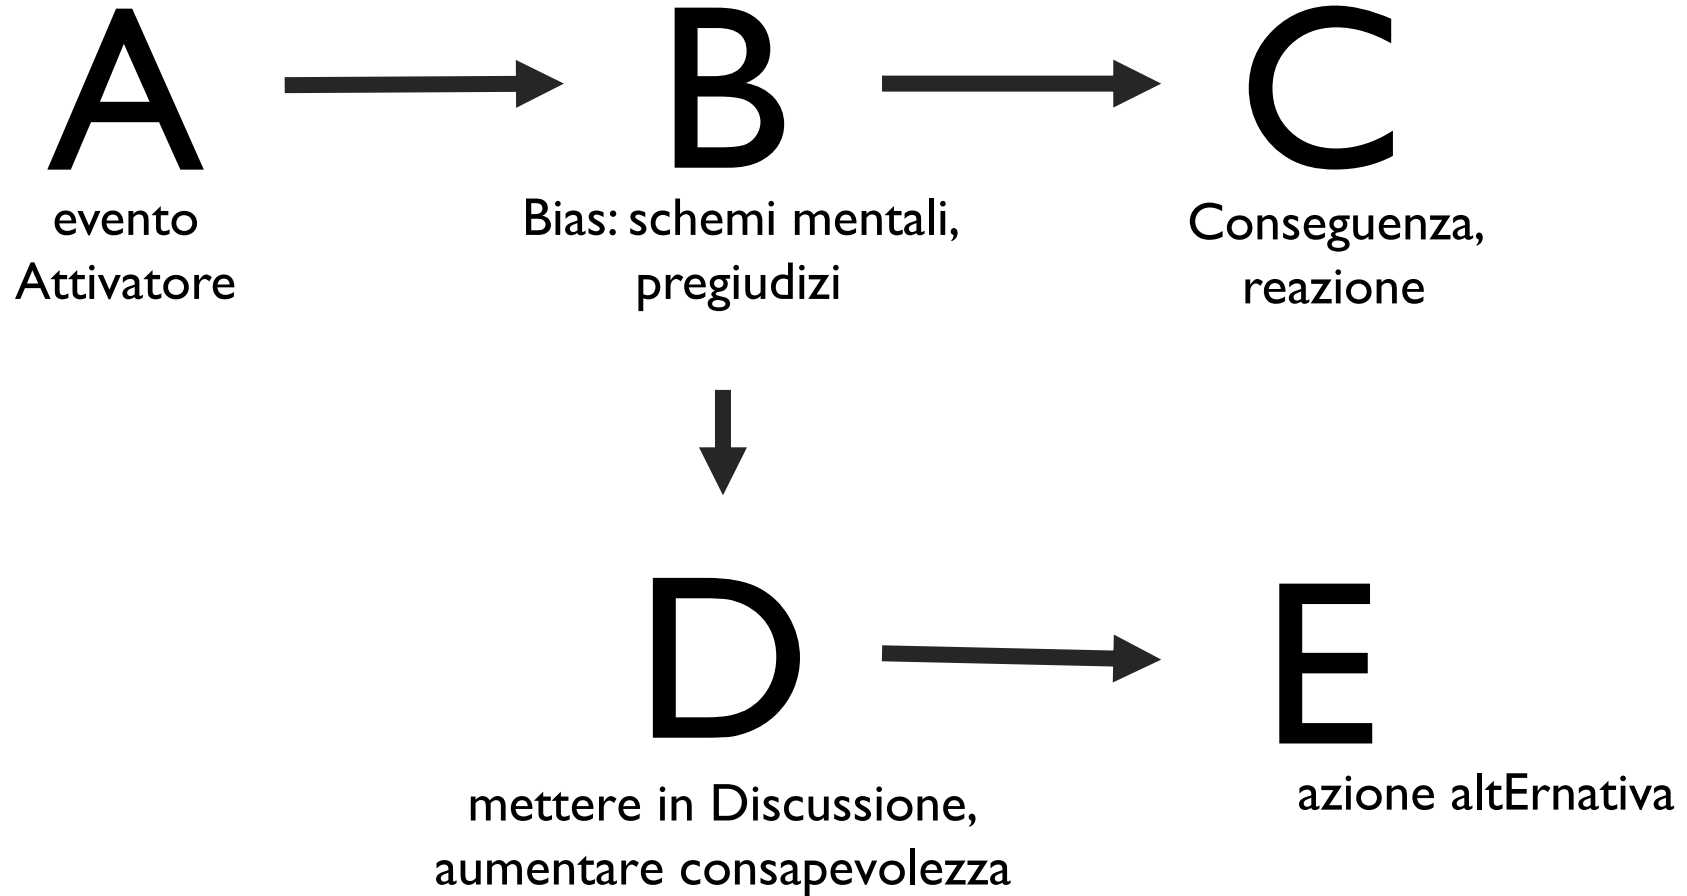 A
B
C
evento
Attivatore
Bias: schemi mentali,
pregiudizi
Conseguenza,
reazione
D
E
mettere in Discussione,
aumentare consapevolezza
azione altErnativa